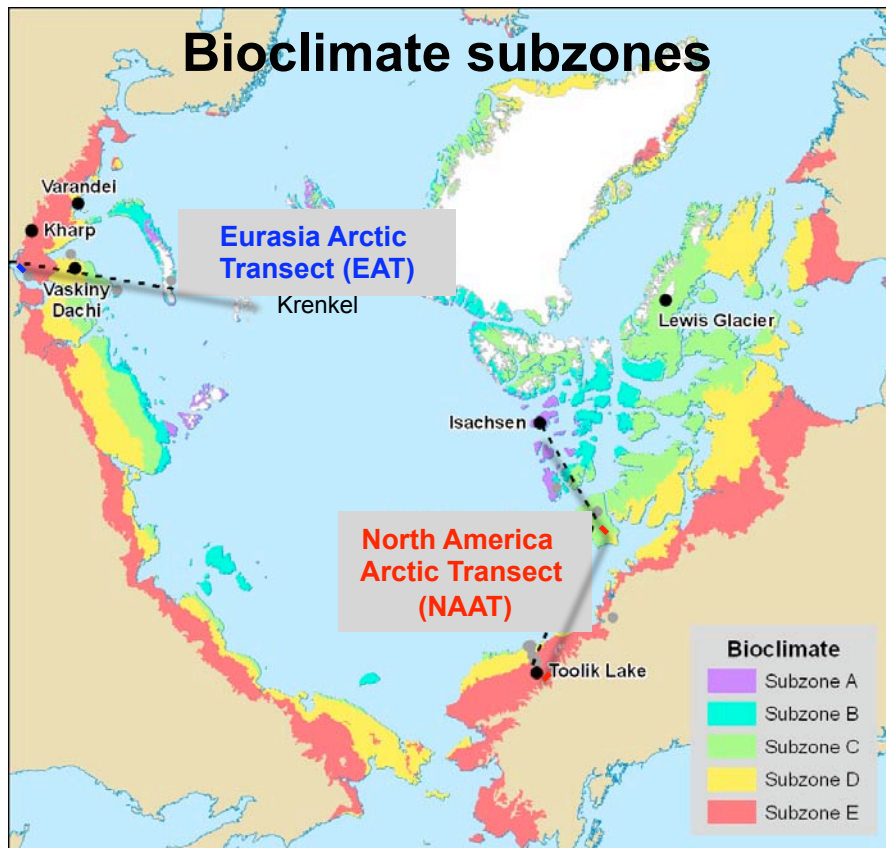 Bioclimate subzones
Varandei
Kharp
Eurasia Arctic
Transect (EAT)
Vaskiny
Dachi
Krenkel
Lewis Glacier
Isachsen
North America
Arctic Transect
(NAAT)
Toolik Lake
Bioclimate
Subzone A
Subzone B
Subzone C
Subzone D
Subzone E